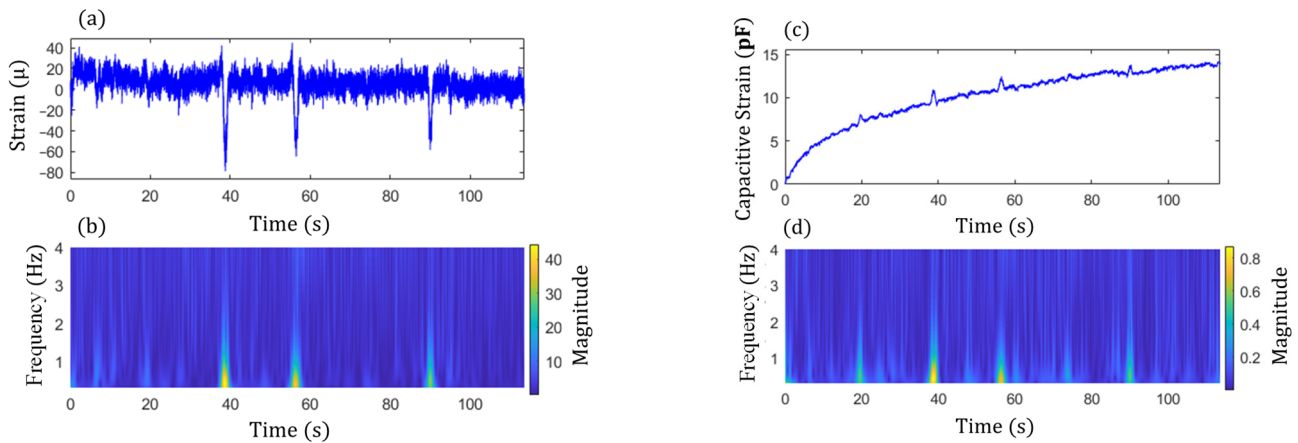 (a)
40
20
0
−20
−40
−60
−80
Strain (μ)
0 20 40 60 80 100
Time (s)
(b)
4
3
2
1
Frequency (Hz)
0 20 40 60 80 100
Time (s)
40
30
20
10
Magnitude
(c)
15
10
5
0
Capacitive Strain (pF)
0 20 40 60 80 100
Time (s)
(d)
4
3
2
1
Frequency (Hz)
0 20 40 60 80 100
Time (s)
0.8
0.6
0.4
0.2
Magnitude